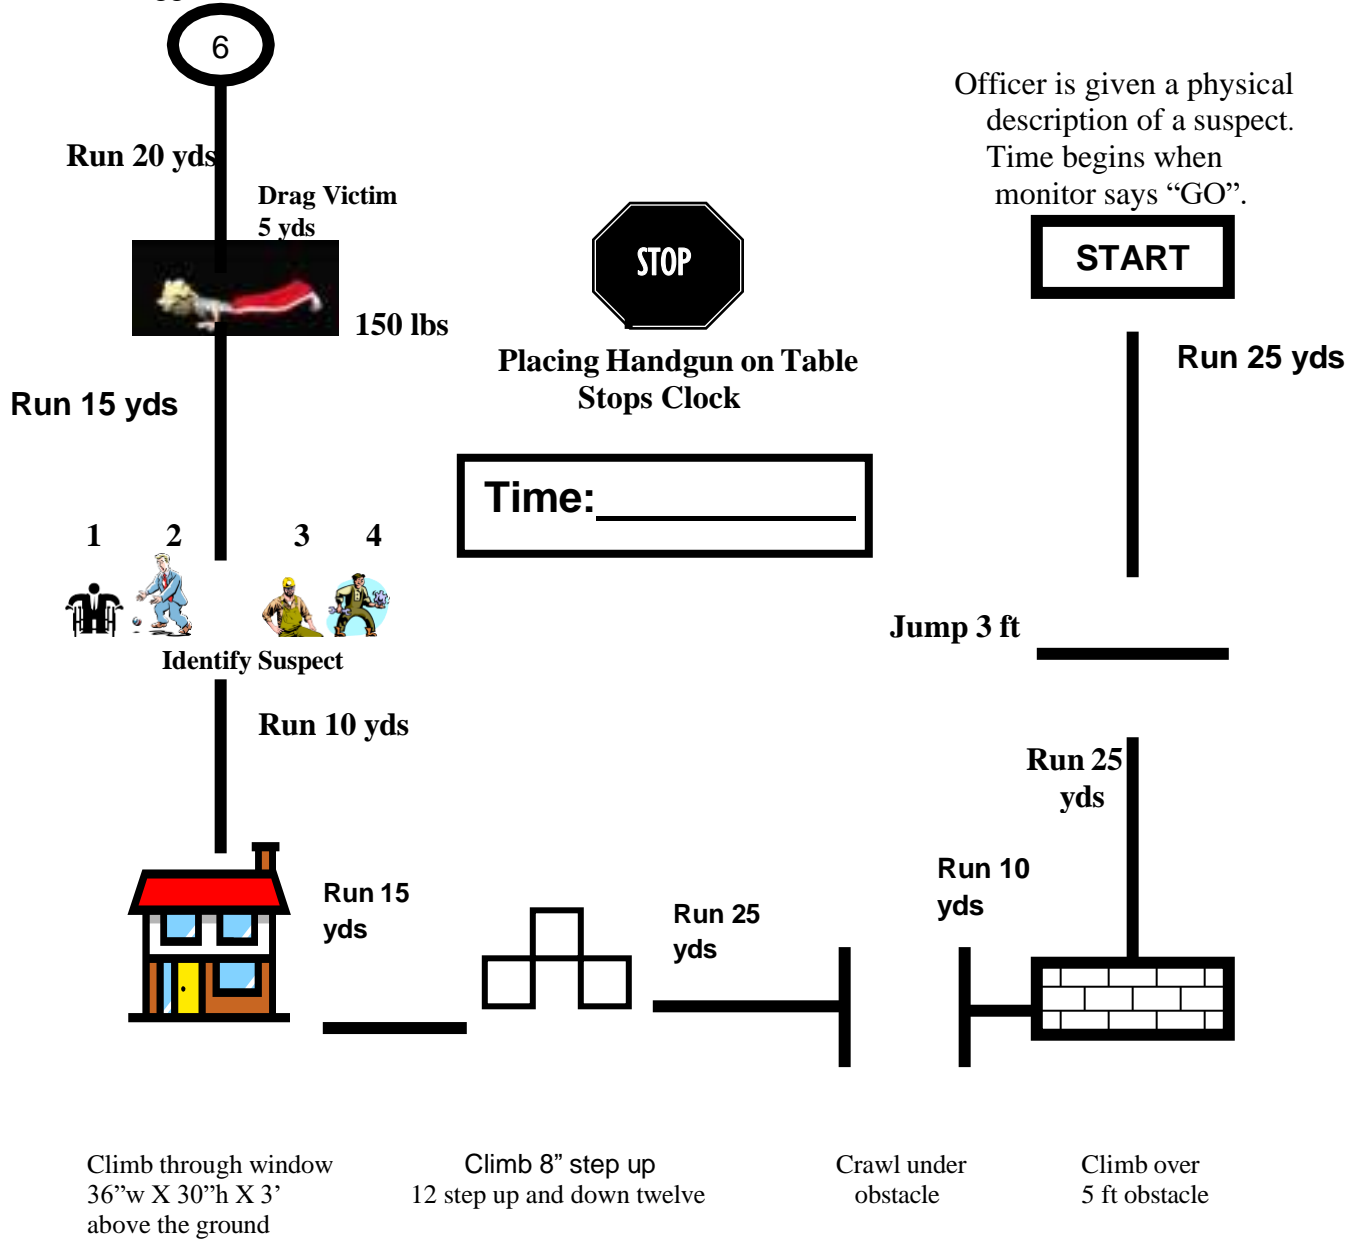 6
Officer is given a physical
description of a suspect.
Time begins when
monitor says “GO”.
Run 20 yds
Drag Victim
5 yds
STOP
START
150 lbs
Placing Handgun on Table
Stops Clock
Run 25 yds
Run 15 yds
Time:
1 2 3 4
Jump 3 ft
Identify Suspect
Run 10 yds
Run 25
yds
Run 10
yds
Run 15
yds
Run 25
yds
Climb through window
36”w X 30”h X 3’
above the ground
Climb 8” step up
12 step up and down twelve
Crawl under
obstacle
Climb over
5 ft obstacle